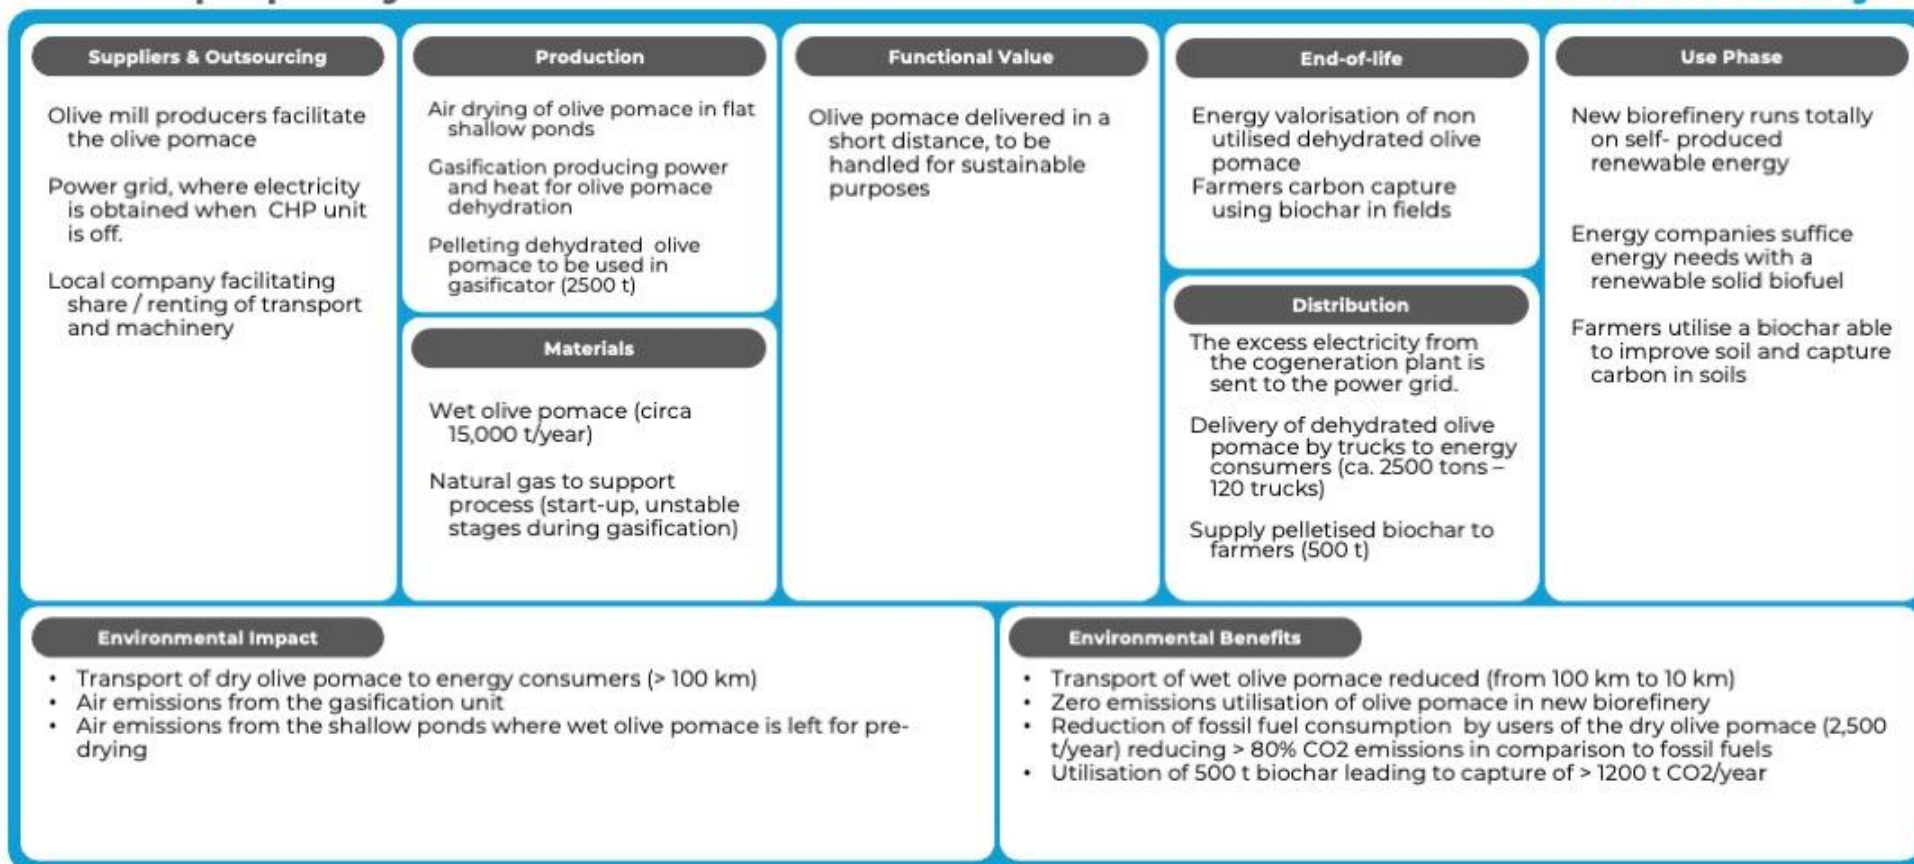 Suppliers & Outsourcing
Olive mill producers facilitate
the olive pomace
Power grid, where electricity
is obtained when CHP unit
is off.
Local company facilitating
share / renting of transport
and machinery
Production
Air drying of olive pomace in flat
shallow ponds
Gasification producing power
and heat for olive pomace
dehydration
Pelleting dehydrated olive
pomace to be used in
gasificator (2500 t)
Materials
Wet olive pomace (circa
15,000 t/year)
Natural gas to support
process (start-up, unstable
stages during gasification)
Functional Value
Olive pomace delivered in a
short distance, to be
handled for sustainable
purposes
End-of-life
Energy valorisation of non
utilised dehydrated olive
pomace
Farmers carbon capture
using biochar in fields
Distribution
The excess electricity from
the cogeneration plant is
sent to the power grid.
Delivery of dehydrated olive
pomace by trucks to energy
consumers (ca. 2500 tons –
120 trucks)
Supply pelletised biochar to
farmers (500 t)
Use Phase
New biorefinery runs totally
on self- produced
renewable energy
Energy companies suffice
energy needs with a
renewable solid biofuel
Farmers utilise a biochar able
to improve soil and capture
carbon in soils
Environmental Impact
• Transport of dry olive pomace to energy consumers (> 100 km)
• Air emissions from the gasification unit
• Air emissions from the shallow ponds where wet olive pomace is left for pre-
drying
Environmental Benefits
• Transport of wet olive pomace reduced (from 100 km to 10 km)
• Zero emissions utilisation of olive pomace in new biorefinery
• Reduction of fossil fuel consumption by users of the dry olive pomace (2,500
t/year) reducing > 80% CO2 emissions in comparison to fossil fuels
• Utilisation of 500 t biochar leading to capture of > 1200 t CO2/year